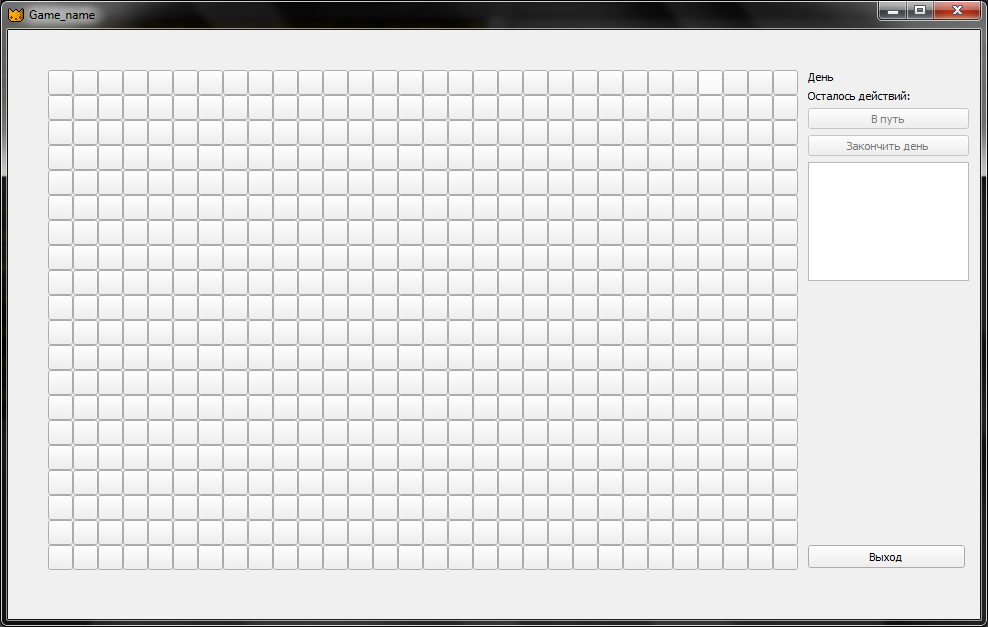 Game_name
День
Осталось действий:
В путь
Закончить день
Выход